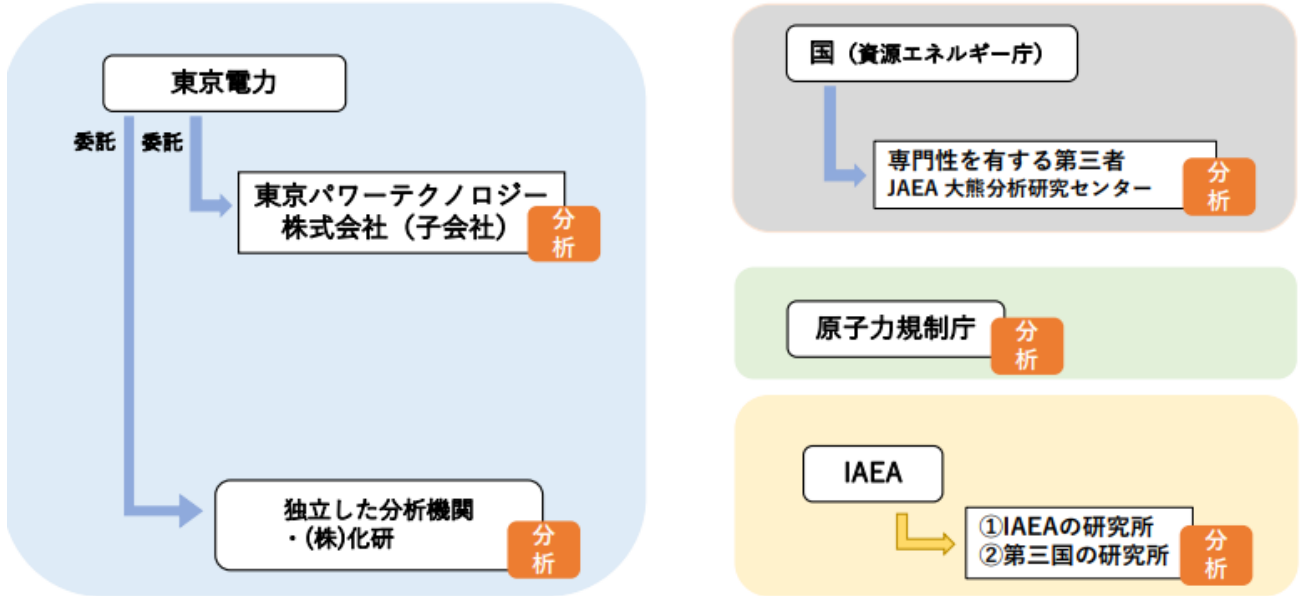 東京電力
委託 委託
東京パワーテクノロジー
株式会社（子会社）
分
析
独立した分析機関
・(株)化研
分
析
国（資源エネルギー庁）
専門性を有する第三者
JAEA 大熊分析研究センター
分
析
原子力規制庁
分
析
IAEA
①IAEAの研究所
②第三国の研究所
分
析